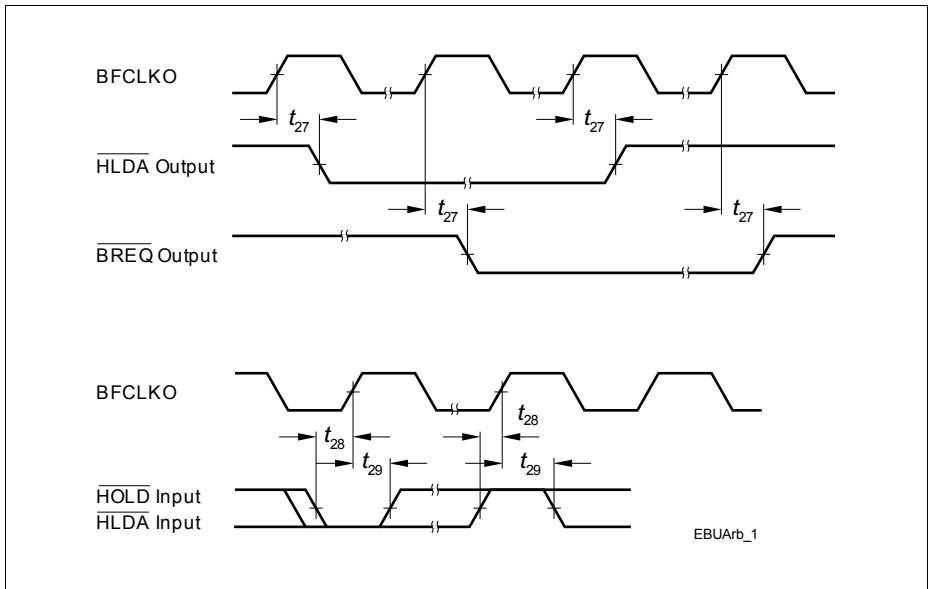 BFCLKO
t27 t27
HLDA Output
t27 t27
BREQ Output
BFCLKO
t28 t28
t29 t29
HOLD Input
HLDA Input
EBUArb_1